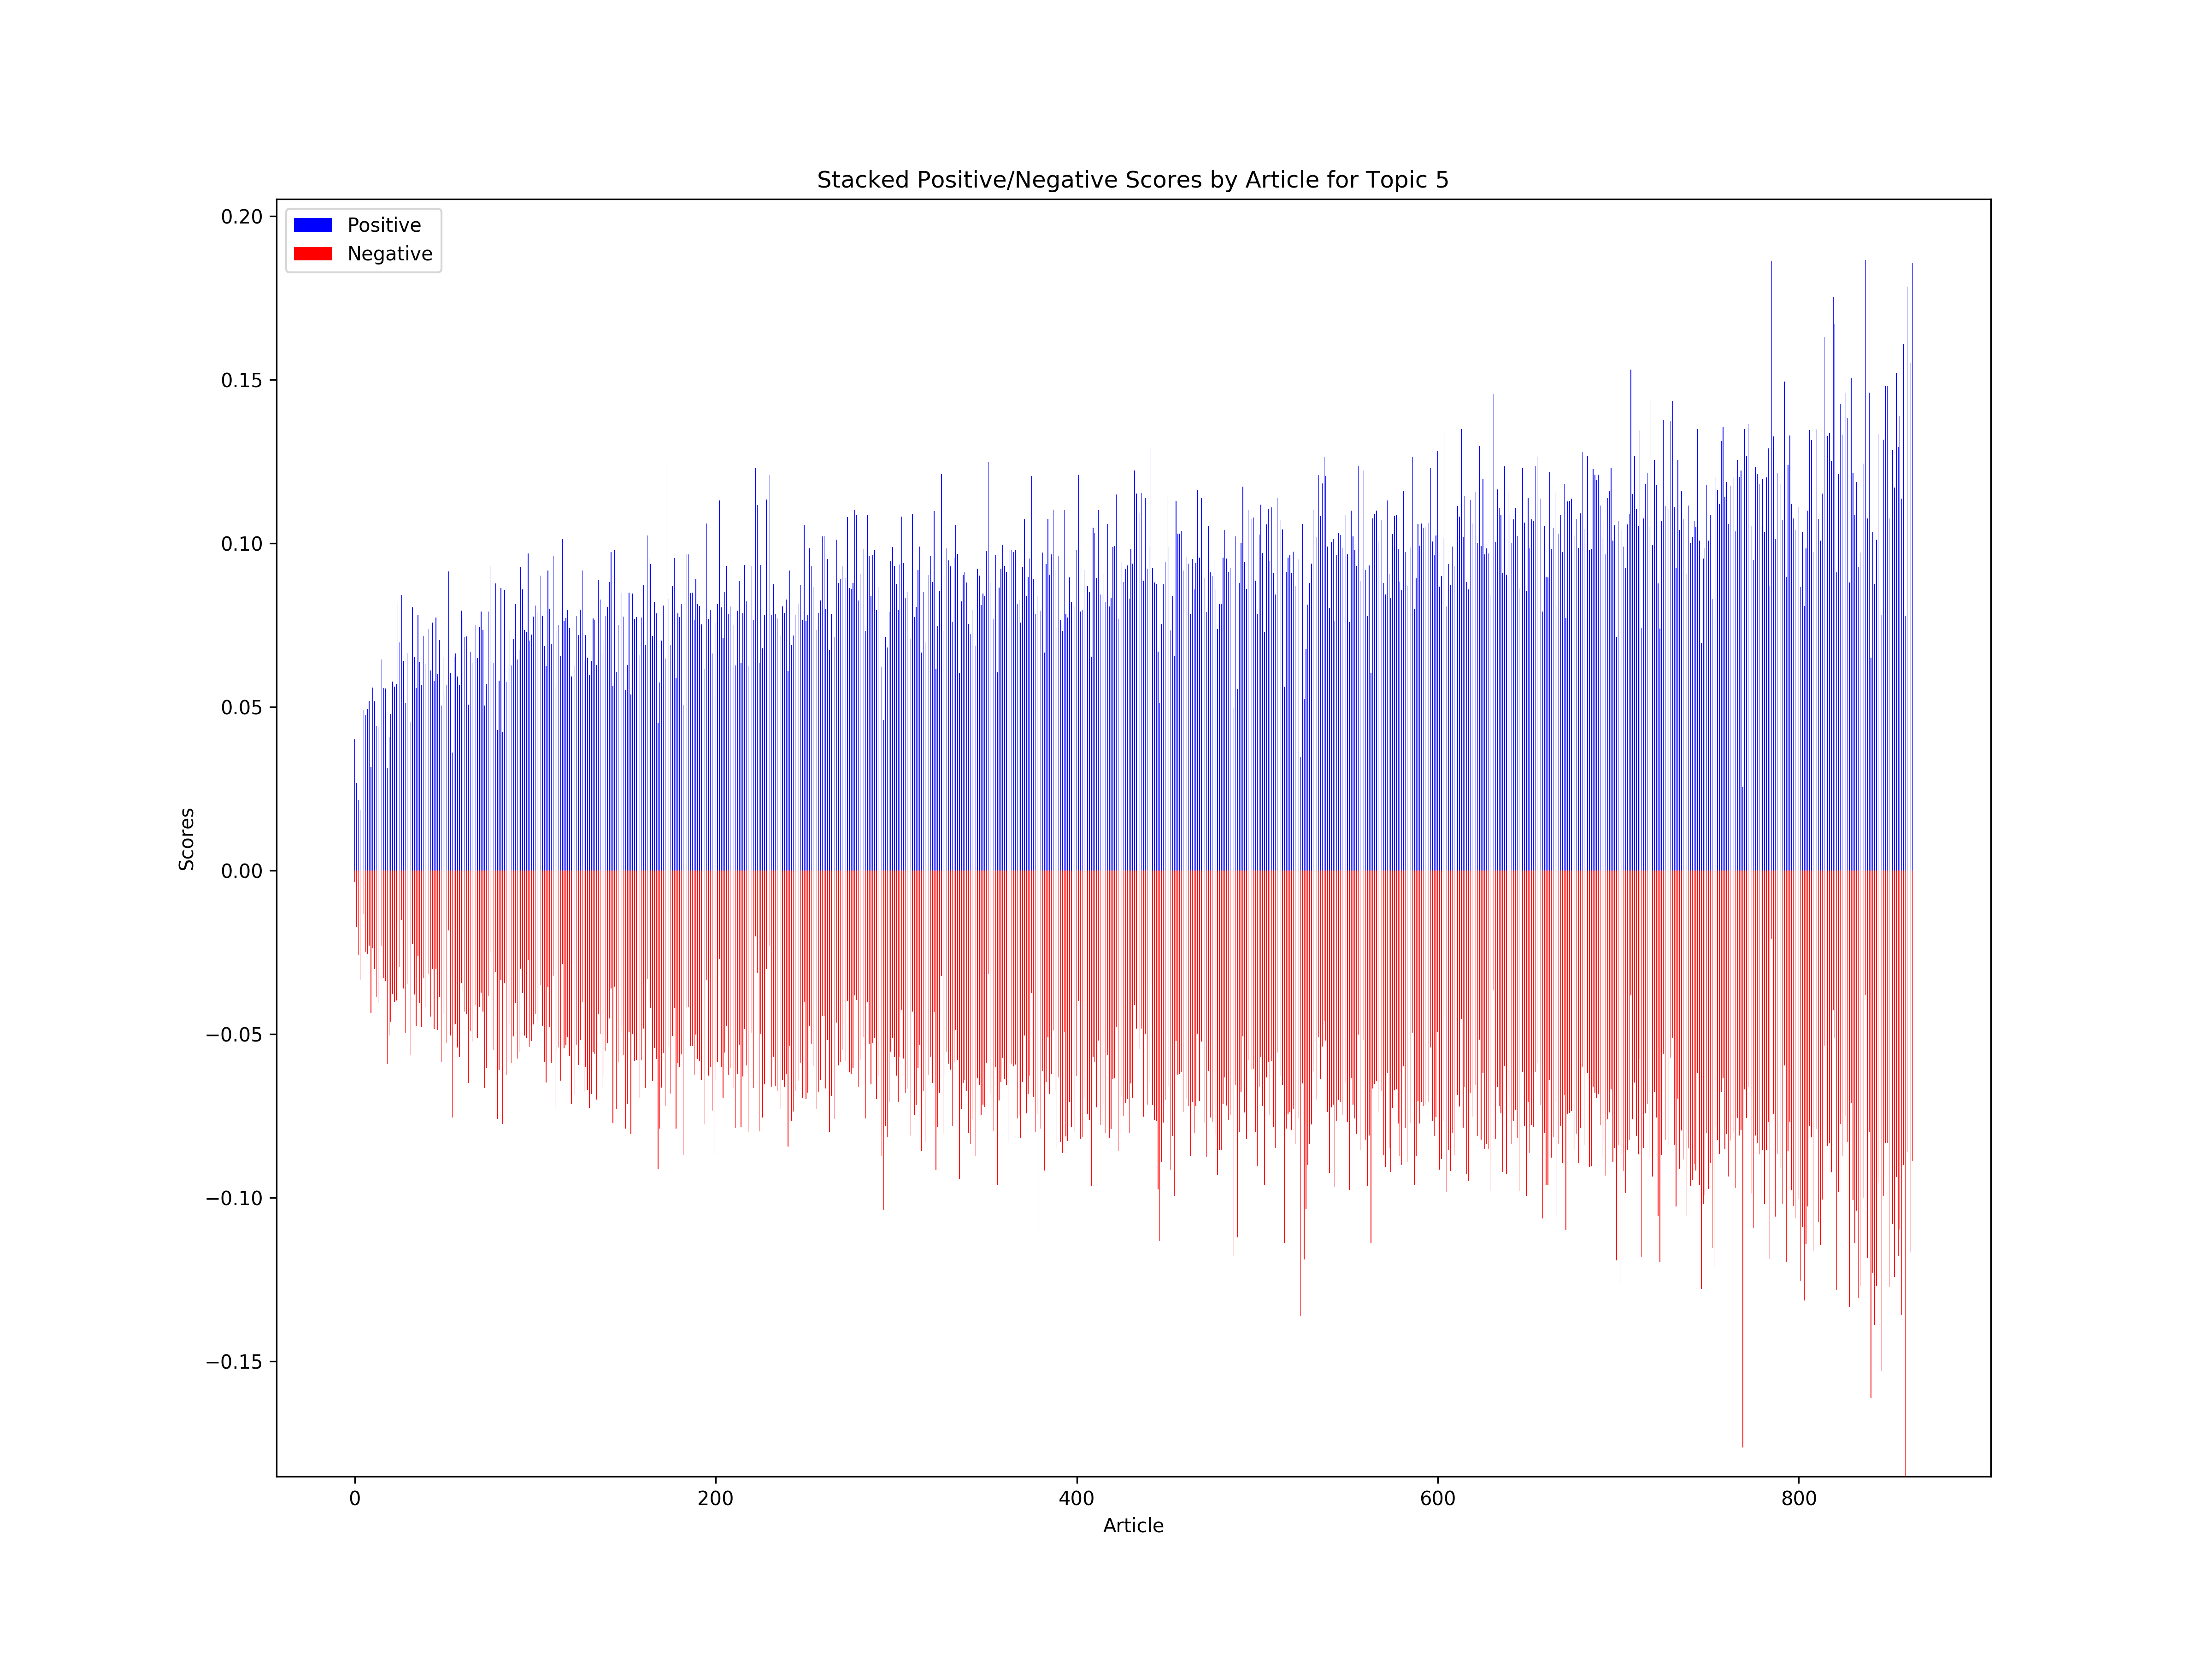 Stacked Positive/Negative Scores by Article for Topic 5
Positive
Negative
0.20
0.15
0.10
0.05
0.00
−0.05
−0.10
−0.15
Scores
0 200 400 600 800
Article